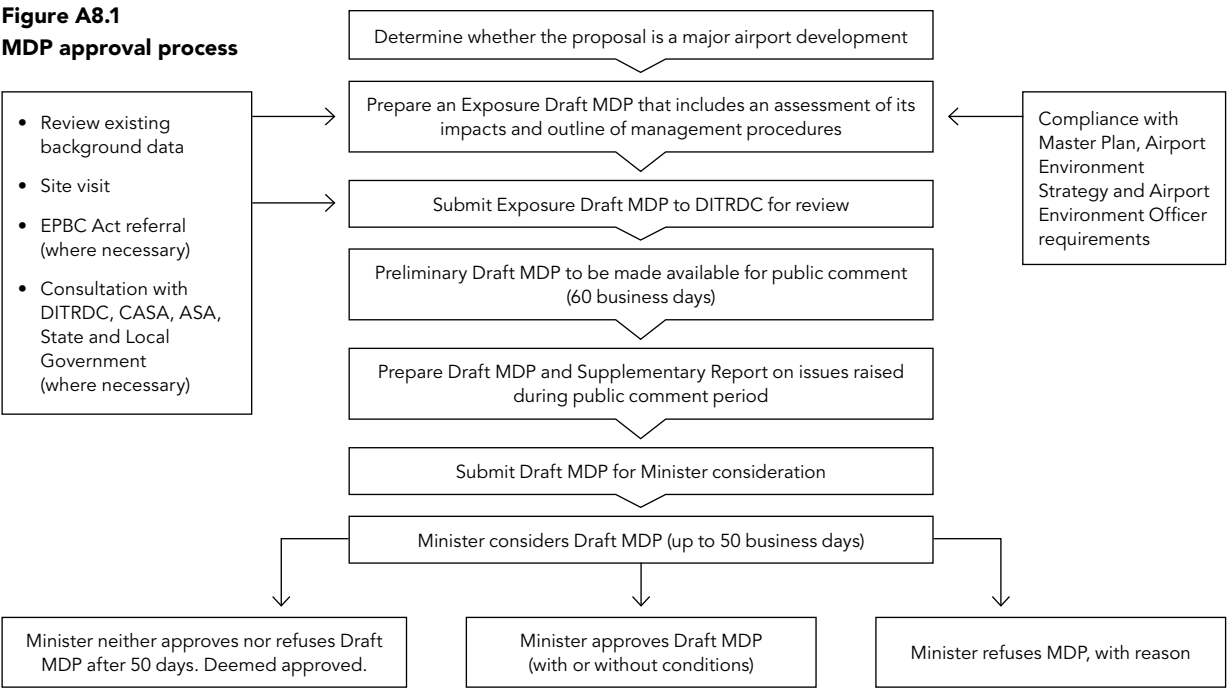 Figure A8.1
MDP approval process
Determine whether the proposal is a major airport development
Prepare an Exposure Draft MDP that includes an assessment of its
impacts and outline of management procedures
• Review existing
background data
• Site visit
• EPBC Act referral
(where necessary)
• Consultation with
DITRDC, CASA, ASA,
State and Local
Government
(where necessary)
Compliance with
Master Plan, Airport
Environment
Strategy and Airport
Environment Officer
requirements
Submit Exposure Draft MDP to DITRDC for review
Preliminary Draft MDP to be made available for public comment
(60 business days)
Prepare Draft MDP and Supplementary Report on issues raised
during public comment period
Submit Draft MDP for Minister consideration
Minister considers Draft MDP (up to 50 business days)
Minister neither approves nor refuses Draft
MDP after 50 days. Deemed approved.
Minister approves Draft MDP
(with or without conditions)
Minister refuses MDP, with reason